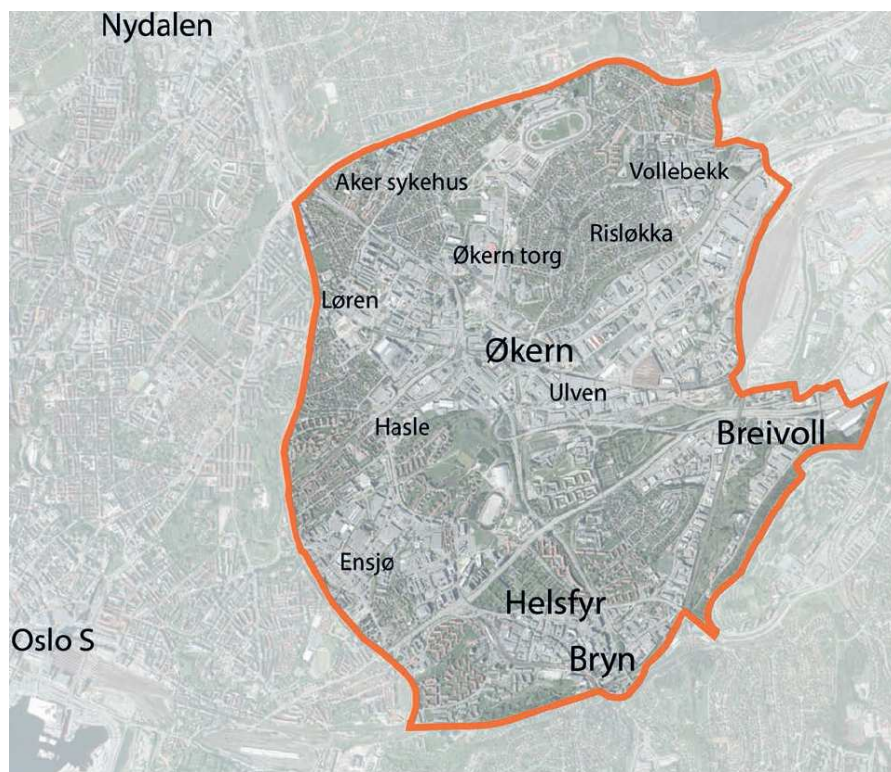 Nydalen
Aker sykehus
Vollebekk
Risløkka
Økern torg
Løren
Økern
Ulven
Hasle
Breivoll
Ensjø
Helsfyr
Oslo S
Bryn